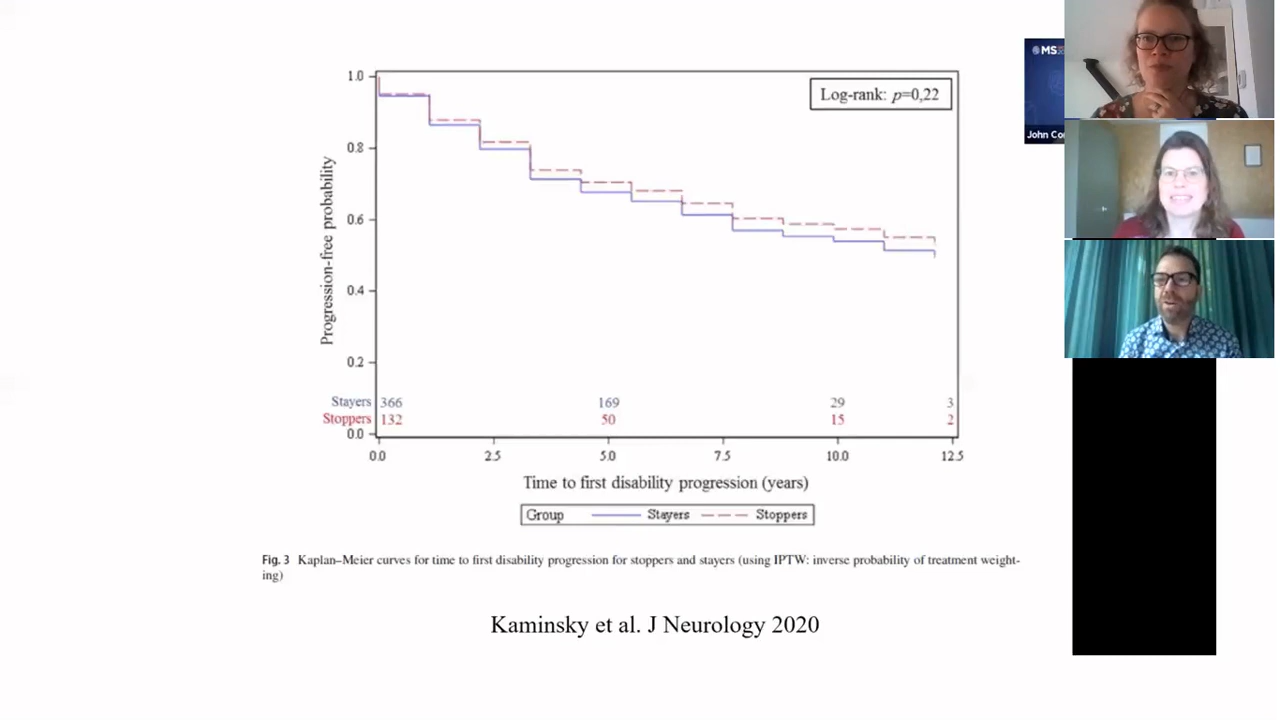 Log-rank: p=0,22
1.0
0.8
0.6
0.4
0.2
0.0
Progression-free probability
Stayers 366 169 29 3
Stoppers 132 50 15 2
0.0 2.5 5.0 7.5 10.0 12.5
Time to first disability progression (years)
Group Stayers Stoppers
Fig. 3 Kaplan–Meier curves for time to first disability progression for stoppers and stayers (using IPTW: inverse probability of treatment weight-
ing)
Kaminsky et al. J Neurology 2020
MS
John